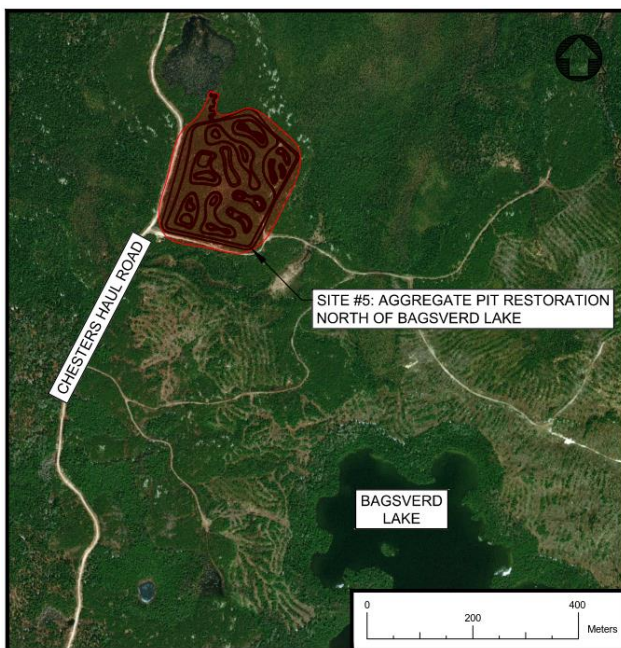 SITE #5: AGGREGATE PIT RESTORATION
NORTH OF BAGSVERD LAKE
CHESTERS HAUL ROAD
BAGSVERD
LAKE
0
200
400
Meters